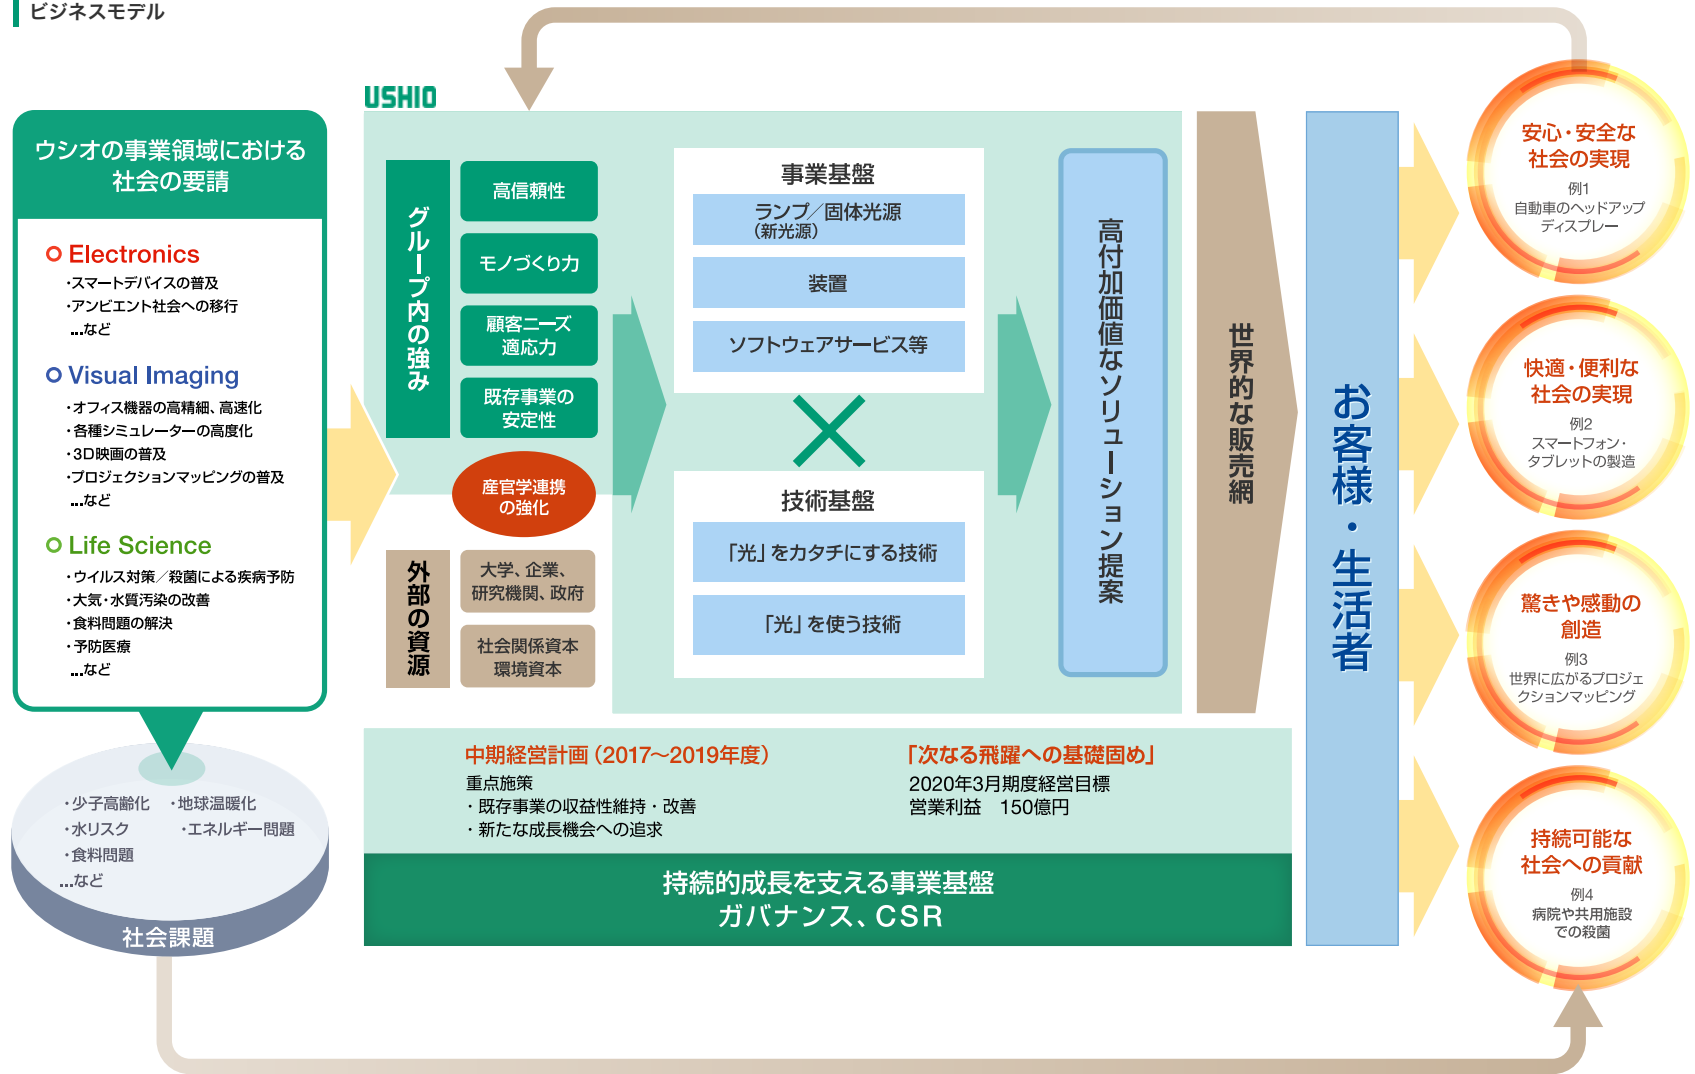 ビジネスモデル
ウシオの事業領域における
社会の要請
Electronics
・スマートデバイスの普及
・アンビエント社会への移行
...など
Visual Imaging
・オフィス機器の高精細、高速化
・各種シミュレーターの高度化
・3D映画の普及
・プロジェクションマッピングの普及
...など
Life Science
・ウイルス対策／殺菌による疾病予防
・大気・水質汚染の改善
・食料問題の解決
・予防医療
...など
・少子高齢化
・地球温暖化
・水リスク
・エネルギー問題
・食料問題
...など
社会課題
USHIO
グループ内の強み
高信頼性
モノづくり力
顧客ニーズ
適応力
既存事業の
安定性
産官学連携
の強化
外部の資源
大学、企業、
研究機関、政府
社会関係資本
環境資本
事業基盤
ランプ／固体光源
（新光源）
装置
ソフトウェアサービス等
技術基盤
「光」をカタチにする技術
「光」を使う技術
高付加価値なソリューション提案
世界的な販売網
お客様・生活者
中期経営計画（2017～2019年度）
重点施策
・既存事業の収益性維持・改善
・新たな成長機会への追求
「次なる飛躍への基礎固め」
2020年3月期度経営目標
営業利益　150億円
持続的成長を支える事業基盤
ガバナンス、CSR
安心・安全な
社会の実現
例1
自動車のヘッドアップ
ディスプレー
快適・便利な
社会の実現
例2
スマートフォン・
タブレットの製造
驚きや感動の
創造
例3
世界に広がるプロジェ
クションマッピング
持続可能な
社会への貢献
例4
病院や共用施設
での殺菌